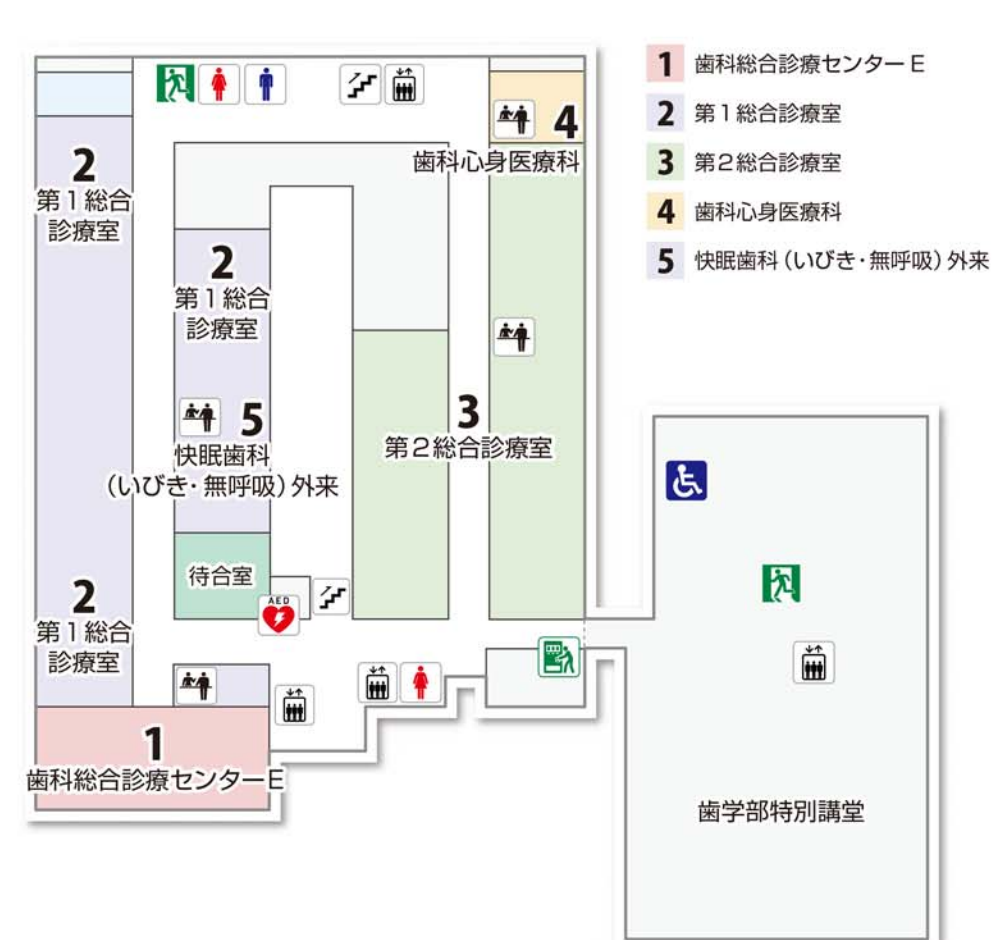 1 歯科総合診療センターE
2 第1総合診療室
3 第2総合診療室
4 歯科心身医療科
5 快眠歯科(いびき・無呼吸)外来
4
歯科心身医療科
2
第1総合
診療室
2
第1総合
診療室
5
快眠歯科
(いびき・無呼吸)外来
3
第2総合診療室
待合室
AED
2
第1総合
診療室
1
歯科総合診療センターE
歯学部特別講堂